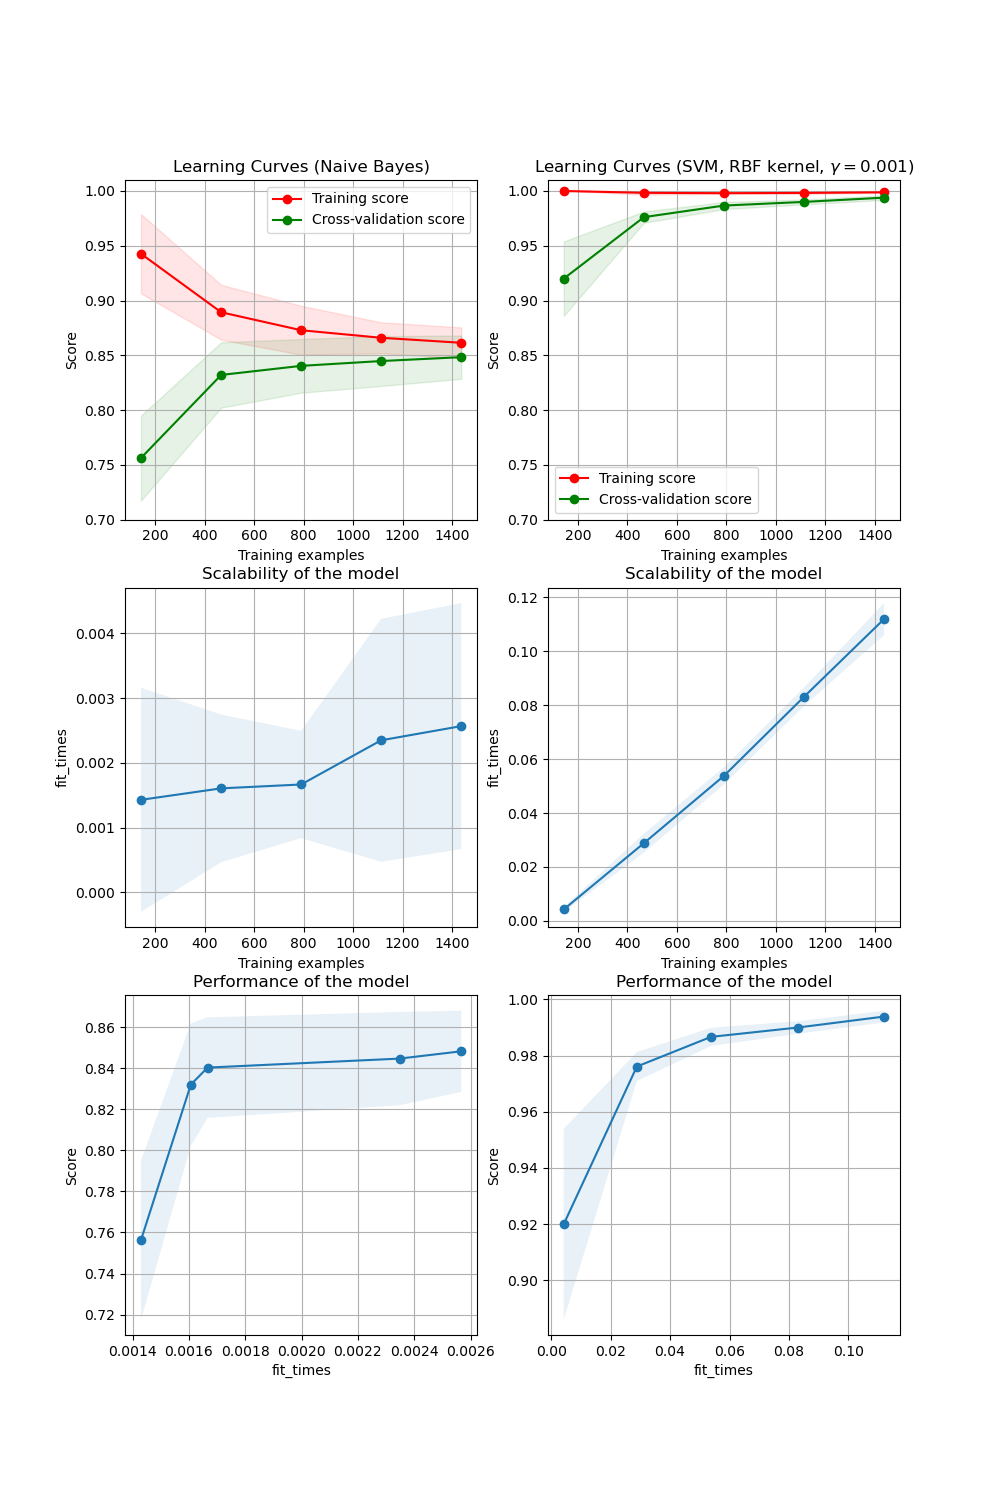 Learning Curves (Naive Bayes)
Learning Curves (SVM, RBF kernel, γ = 0.001)
1.00
0.95
0.90
0.85
0.80
0.75
0.70
Score
Training score
Cross-validation score
200 400 600 800 1000 1200 1400
Training examples
1.00
0.95
0.90
0.85
0.80
0.75
0.70
Score
Training score
Cross-validation score
200 400 600 800 1000 1200 1400
Training examples
Scalability of the model
0.004
0.003
0.002
0.001
0.000
fit_times
200 400 600 800 1000 1200 1400
Training examples
Scalability of the model
0.12
0.10
0.08
0.06
0.04
0.02
0.00
fit_times
200 400 600 800 1000 1200 1400
Training examples
Performance of the model
0.86
0.84
0.82
0.80
0.78
0.76
0.74
0.72
Score
0.0014 0.0016 0.0018 0.0020 0.0022 0.0024 0.0026
fit_times
Performance of the model
1.00
0.98
0.96
0.94
0.92
0.90
Score
0.00 0.02 0.04 0.06 0.08 0.10
fit_times